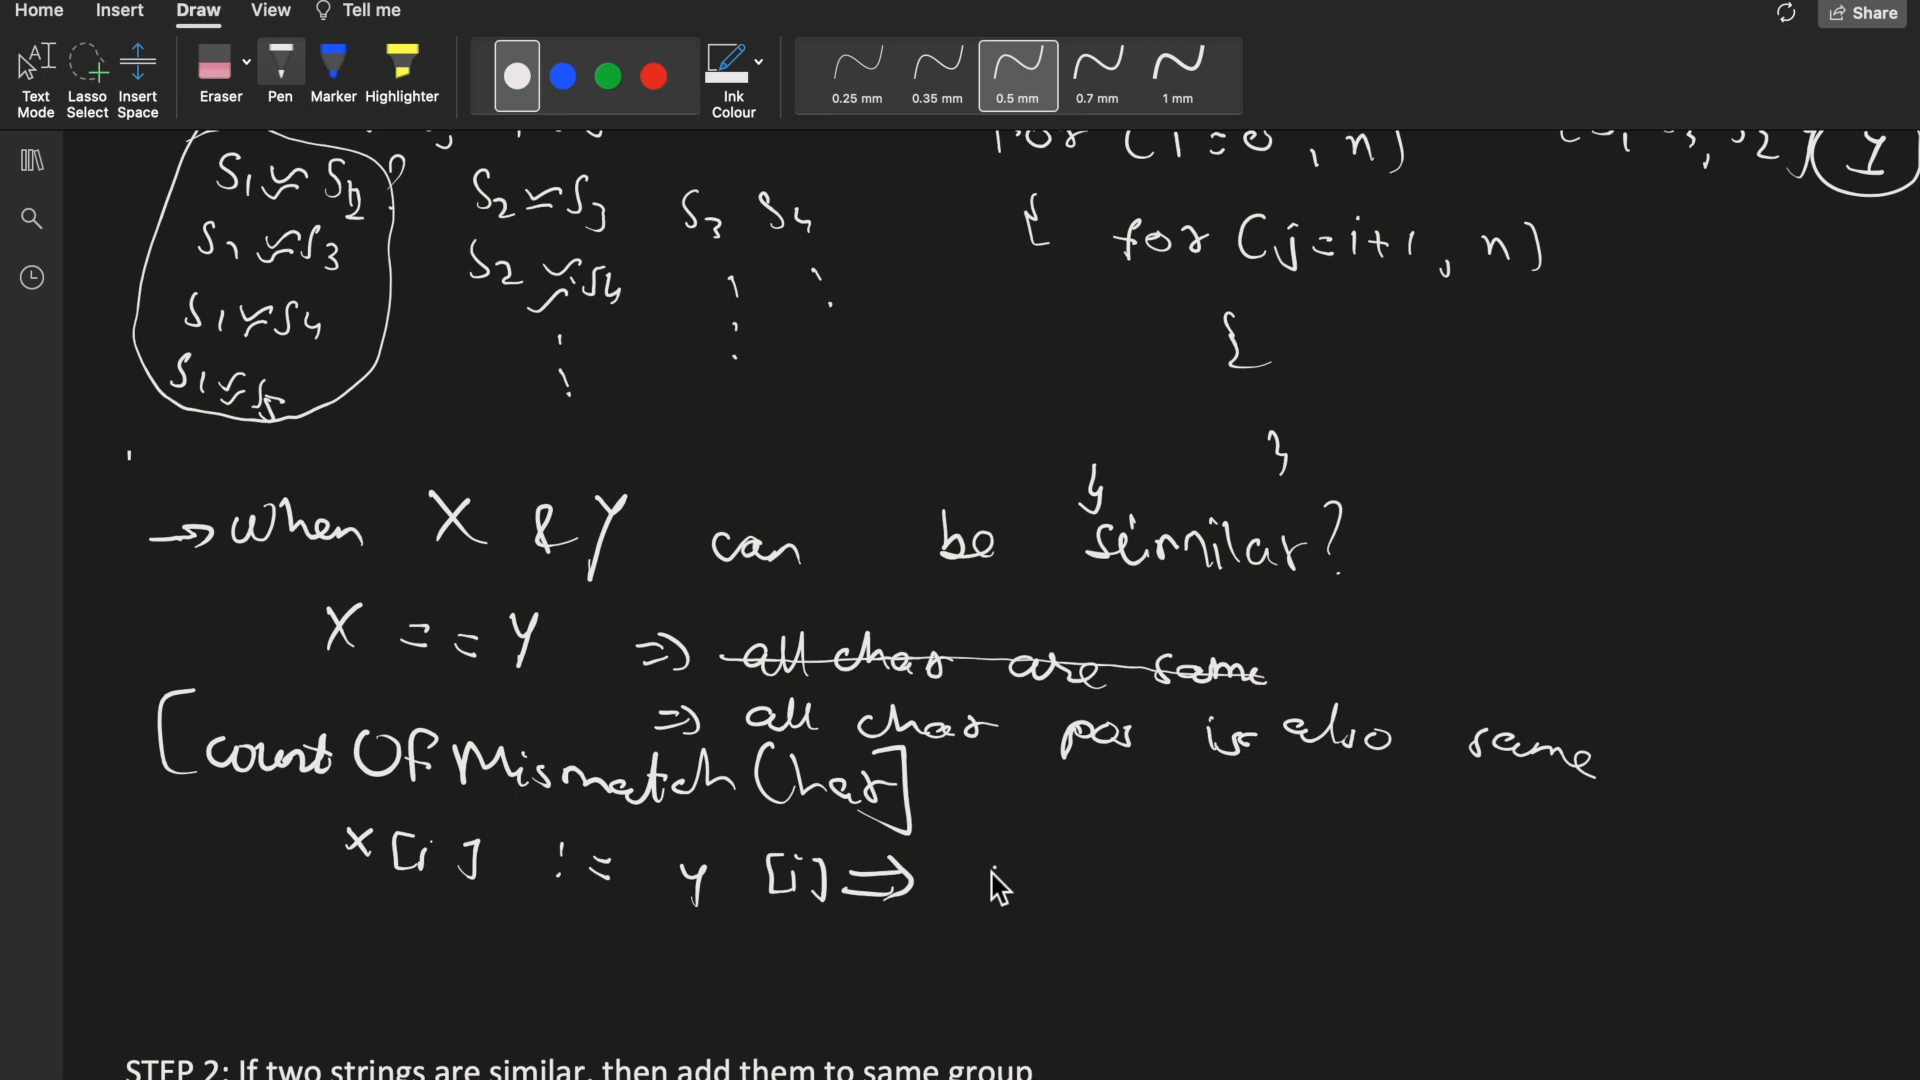 Home Insert Draw View Tell me Share
Text Mode Lasso Select Insert Space Eraser Pen Marker Highlighter Ink Colour 0.25 mm 0.35 mm 0.5 mm 0.7 mm 1 mm
for (i=0, n)
S1 ≈ S2 ? S2 ≈ S3 S3 S4
{ for (j=i+1, n)
S1 ≈ S3 S2 ≈ S4
{
S1 ≈ S4
S1 ≈ S5
}
}
→ When X & Y can be similar?
X == Y => all char are same
=> all char pos is also same
[countOfMismatchChar]
x[i] != y[i] => i
STEP 2: If two strings are similar, then add them to same group